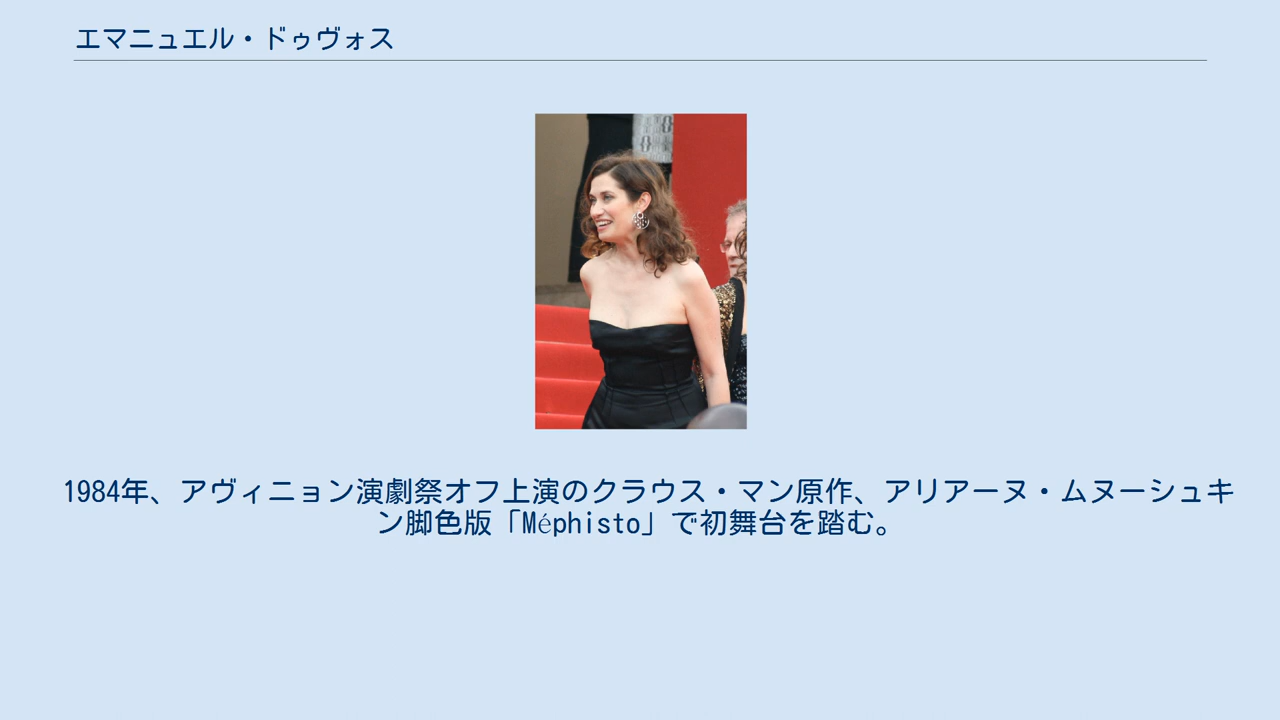 エマニュエル・ドゥヴォス
1984年、アヴィニョン演劇祭オフ上演のクラウス・マン原作、アリアーヌ・ムヌーシュキ
ン脚色版「Méphisto」で初舞台を踏む。